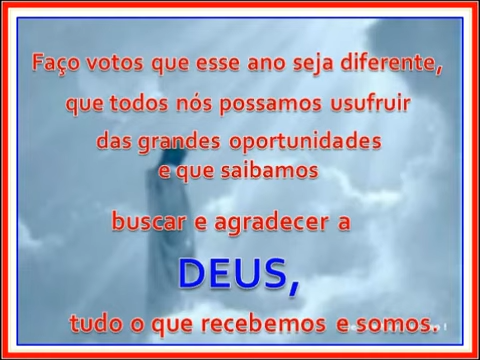 Faço votos que esse ano seja diferente,
que todos nós possamos usufruir
das grandes oportunidades
e que saibamos
buscar e agradecer a
DEUS,
tudo o que recebemos e somos.